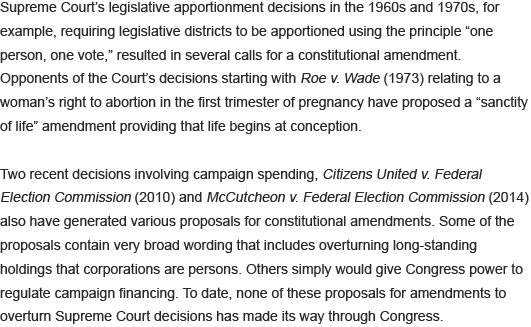 Supreme Court’s legislative apportionment decisions in the 1960s and 1970s, for
example, requiring legislative districts to be apportioned using the principle “one
person, one vote,” resulted in several calls for a constitutional amendment.
Opponents of the Court’s decisions starting with Roe v. Wade (1973) relating to a
woman’s right to abortion in the first trimester of pregnancy have proposed a “sanctity
of life” amendment providing that life begins at conception.
Two recent decisions involving campaign spending, Citizens United v. Federal
Election Commission (2010) and McCutcheon v. Federal Election Commission (2014)
also have generated various proposals for constitutional amendments. Some of the
proposals contain very broad wording that includes overturning long-standing
holdings that corporations are persons. Others simply would give Congress power to
regulate campaign financing. To date, none of these proposals for amendments to
overturn Supreme Court decisions has made its way through Congress.